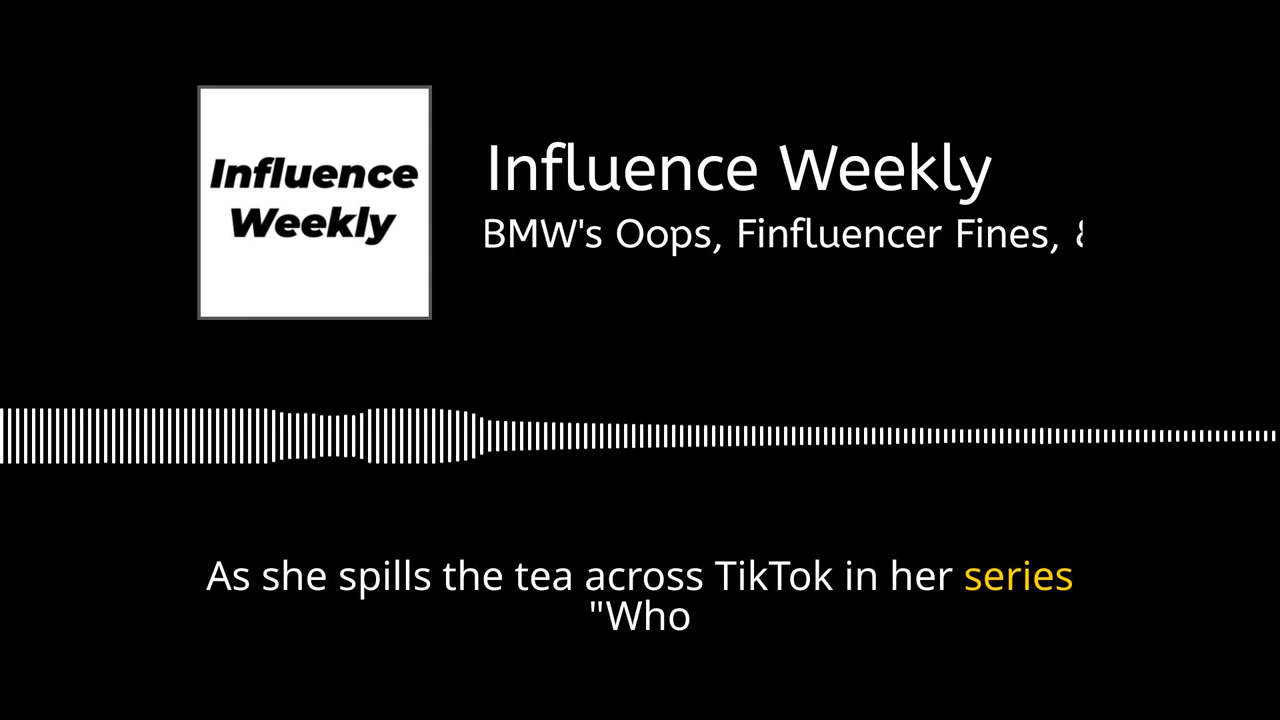 Influence
Weekly
Influence Weekly
BMW's Oops, Finfluencer Fines,
As she spills the tea across TikTok in her series
"Who